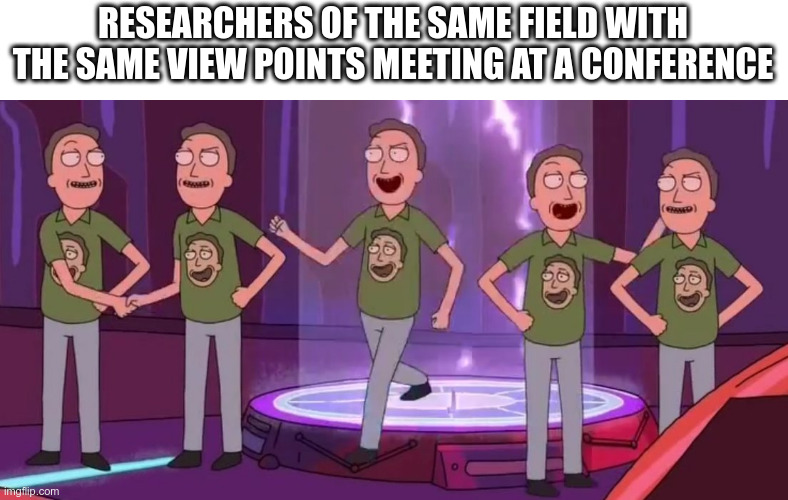 RESEARCHERS OF THE SAME FIELD WITH
THE SAME VIEW POINTS MEETING AT A CONFERENCE
imgflip.com